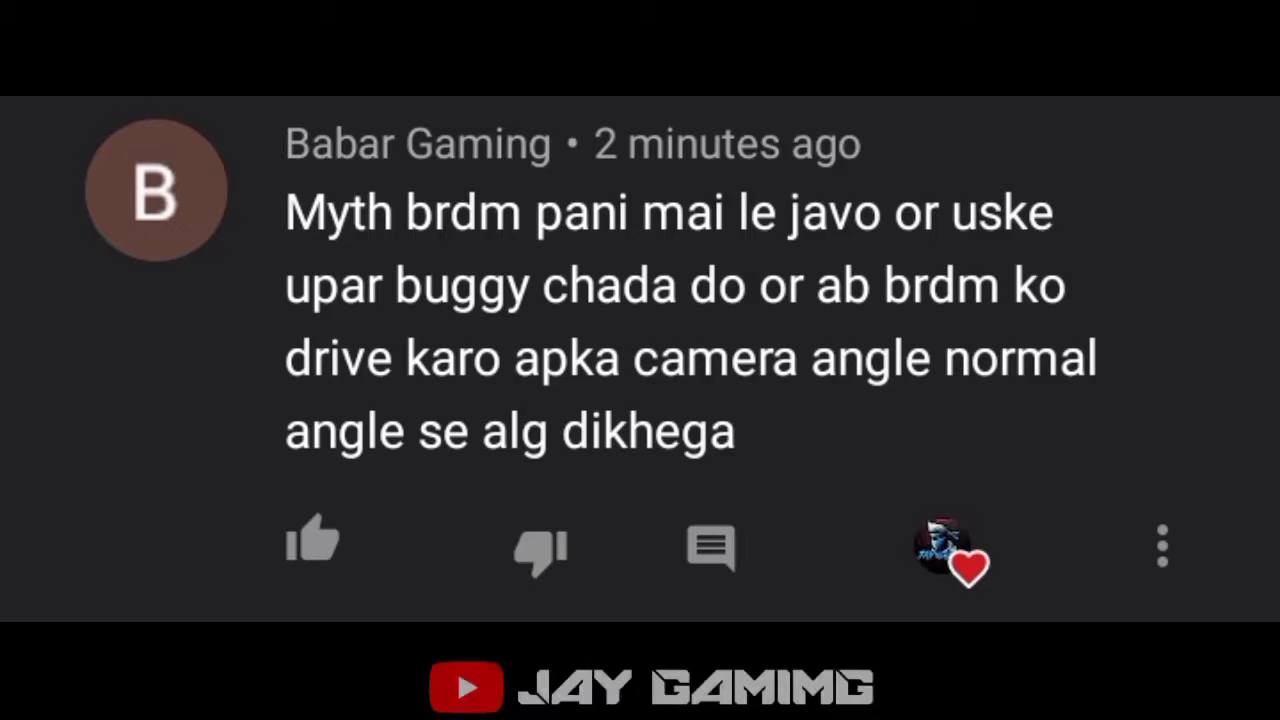 B
Babar Gaming • 2 minutes ago
Myth brdm pani mai le javo or uske
upar buggy chada do or ab brdm ko
drive karo apka camera angle normal
angle se alg dikhega
JAY GAMIMG